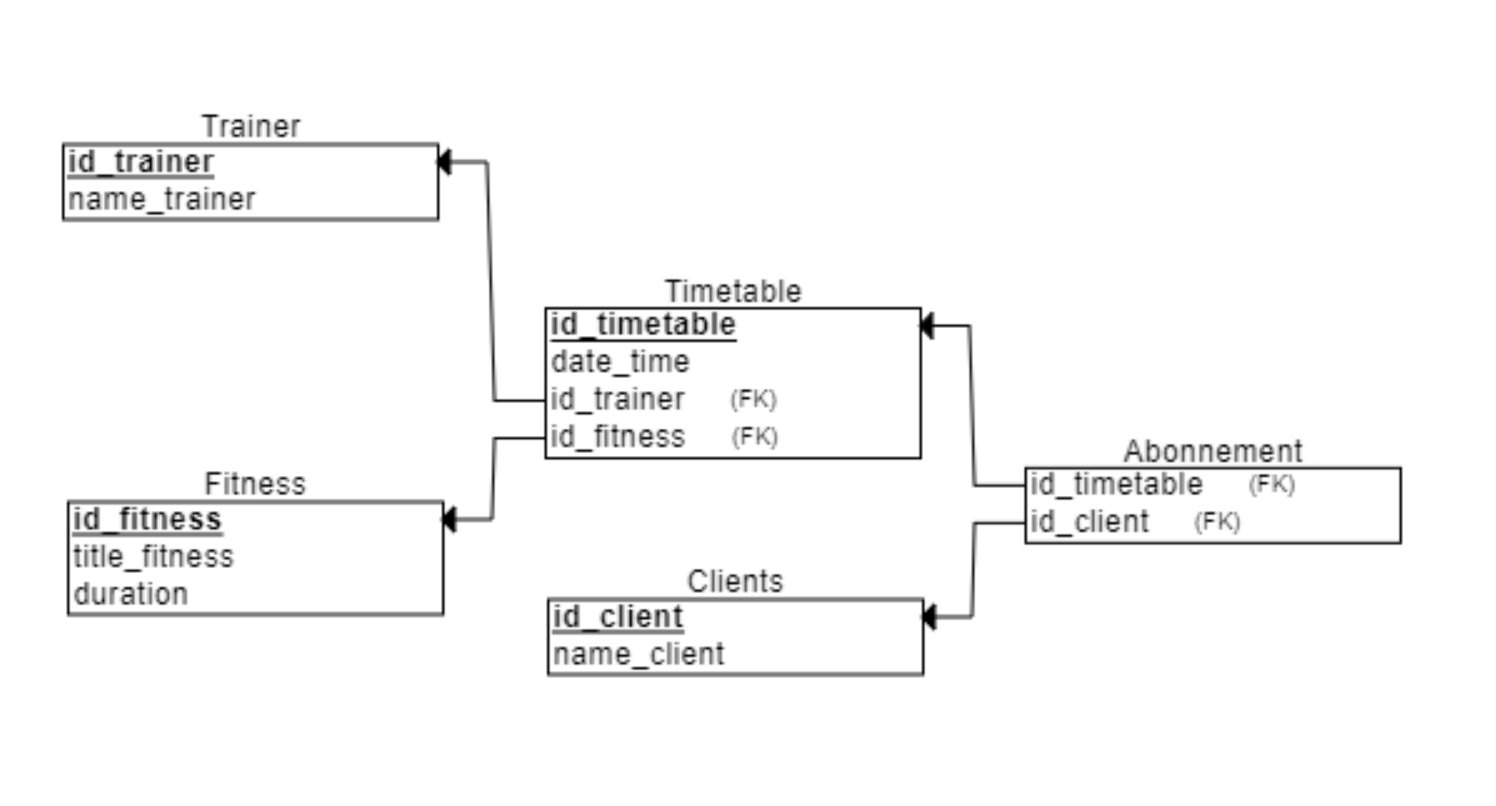 Trainer
id_trainer
name_trainer
Timetable
id_timetable
date_time
id_trainer (FK)
id_fitness (FK)
Fitness
id_fitness
title_fitness
duration
Abonnement
id_timetable (FK)
id_client (FK)
Clients
id_client
name_client